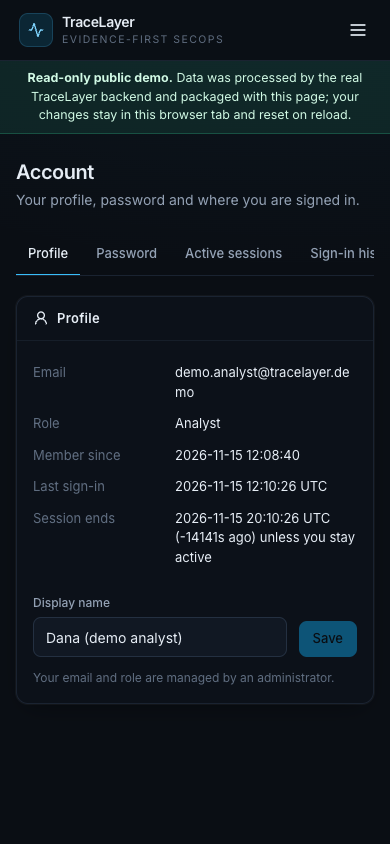 TraceLayer
EVIDENCE-FIRST SECOPS
Read-only public demo. Data was processed by the real
TraceLayer backend and packaged with this page; your
changes stay in this browser tab and reset on reload.
Account
Your profile, password and where you are signed in.
Profile Password Active sessions Sign-in his
Profile
Email demo.analyst@tracelayer.de
mo
Role Analyst
Member since 2026-11-15 12:08:40
Last sign-in 2026-11-15 12:10:26 UTC
Session ends 2026-11-15 20:10:26 UTC
(-14141s ago) unless you stay
active
Display name
Dana (demo analyst) Save
Your email and role are managed by an administrator.